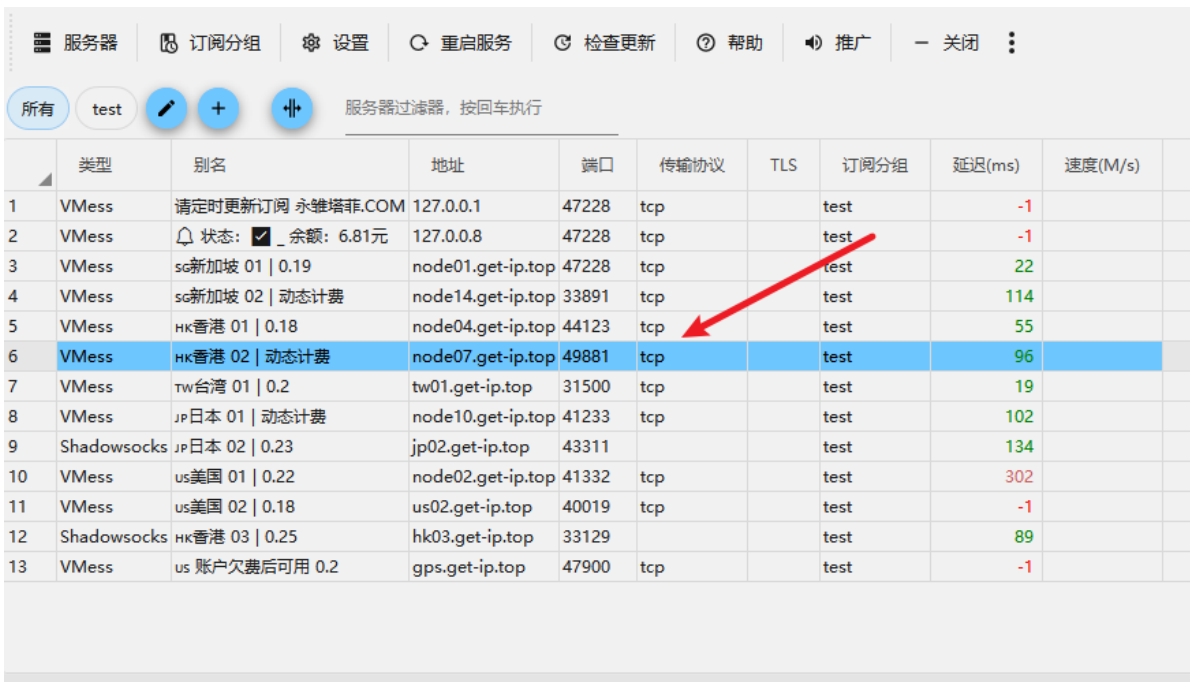 服务器 订阅分组 设置 重启服务 检查更新 帮助 推广 关闭
所有 test 服务器过滤器，按回车执行
类型 别名 地址 端口 传输协议 TLS 订阅分组 延迟(ms) 速度(M/s)
1 VMess 请定时更新订阅 永雏塔菲.COM 127.0.0.1 47228 tcp test -1
2 VMess 状态： _ 余额：6.81元 127.0.0.8 47228 tcp test -1
3 VMess SG新加坡 01 | 0.19 node01.get-ip.top 47228 tcp test 22
4 VMess SG新加坡 02 | 动态计费 node14.get-ip.top 33891 tcp test 114
5 VMess HK香港 01 | 0.18 node04.get-ip.top 44123 tcp test 55
6 VMess HK香港 02 | 动态计费 node07.get-ip.top 49881 tcp test 96
7 VMess TW台湾 01 | 0.2 tw01.get-ip.top 31500 tcp test 19
8 VMess JP日本 01 | 动态计费 node10.get-ip.top 41233 tcp test 102
9 Shadowsocks JP日本 02 | 0.23 jp02.get-ip.top 43311 test 134
10 VMess US美国 01 | 0.22 node02.get-ip.top 41332 tcp test 302
11 VMess US美国 02 | 0.18 us02.get-ip.top 40019 tcp test -1
12 Shadowsocks HK香港 03 | 0.25 hk03.get-ip.top 33129 test 89
13 VMess US 账户欠费后可用 0.2 gps.get-ip.top 47900 tcp test -1